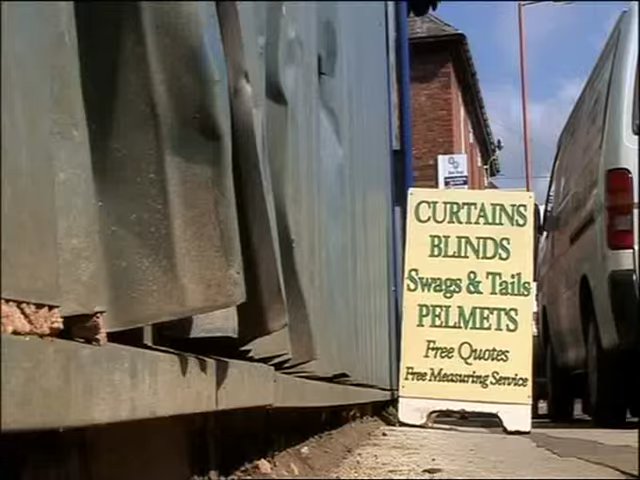 CURTAINS
BLINDS
Swags & Tails
PELMETS
Free Quotes
Free Measuring Service